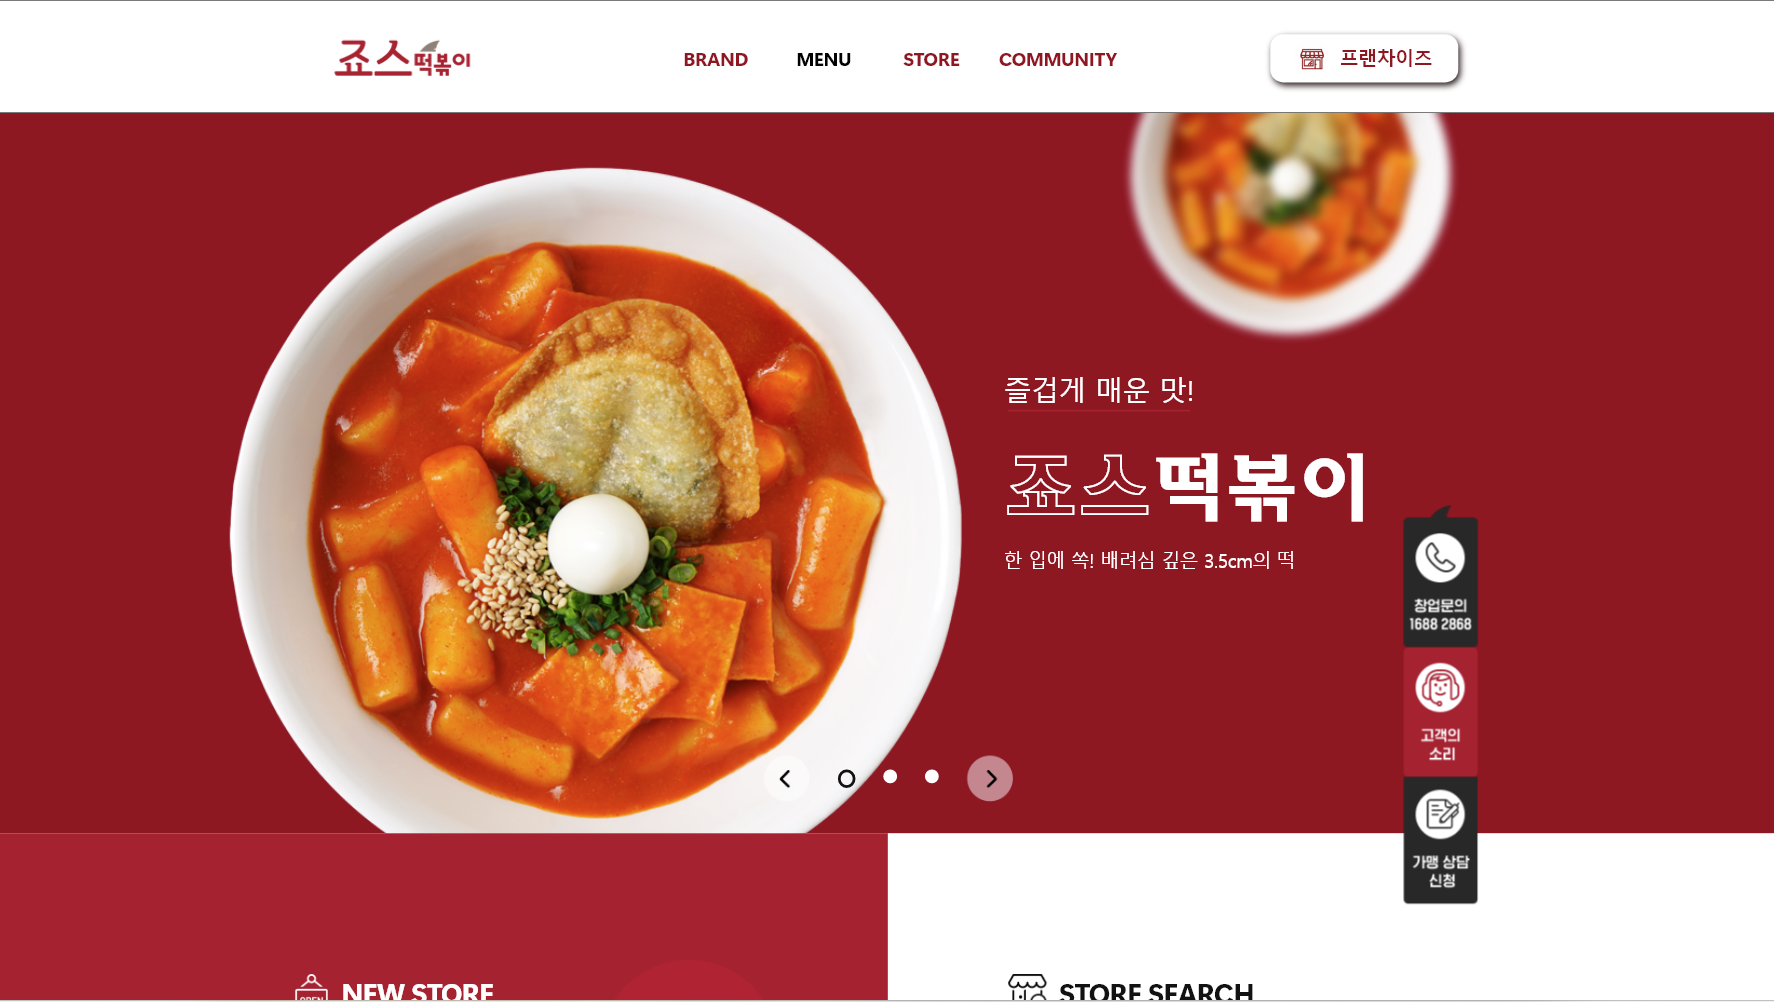 죠스떡볶이
BRAND MENU STORE COMMUNITY
프랜차이즈
즐겁게 매운 맛!
죠스떡볶이
한 입에 쏙! 배려심 깊은 3.5cm의 떡
창업문의
1688 2868
고객의
소리
가맹 상담
신청
OPEN
NEW STORE
STORE SEARCH